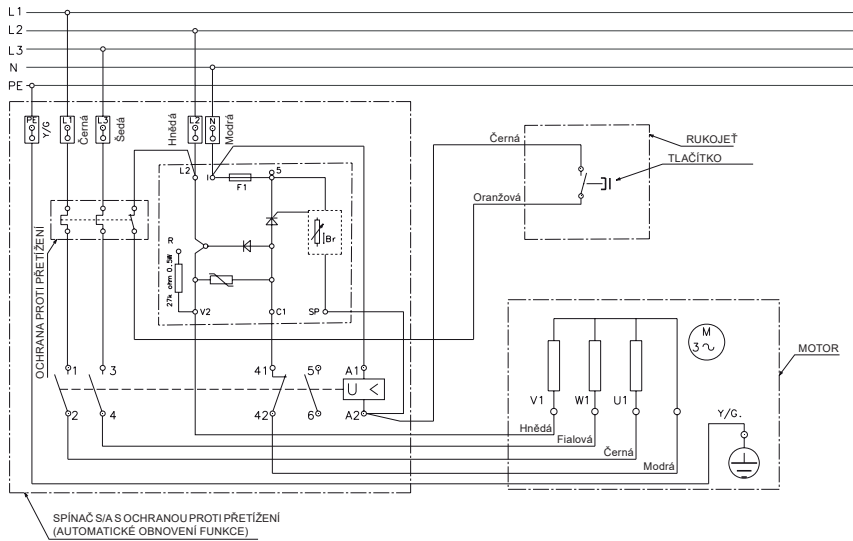 L1
L2
L3
N
PE
PE
Y/G
L1
Černá
L3
Šedá
Hnědá
L2
N
Modrá
Černá
RUKOJEŤ
TLAČÍTKO
Oranžová
L2
I
F1
5
Br
R
27k ohm 0.5W
V2
C1
SP
OCHRANA PROTI PŘETÍŽENÍ
1
3
41
5
A1
U <
2
4
42
6
A2
M
3~
MOTOR
V1
W1
U1
Y/G.
Hnědá
Fialová
Černá
Modrá
SPÍNAČ S/A S OCHRANOU PROTI PŘETÍŽENÍ
(AUTOMATICKÉ OBNOVENÍ FUNKCE)